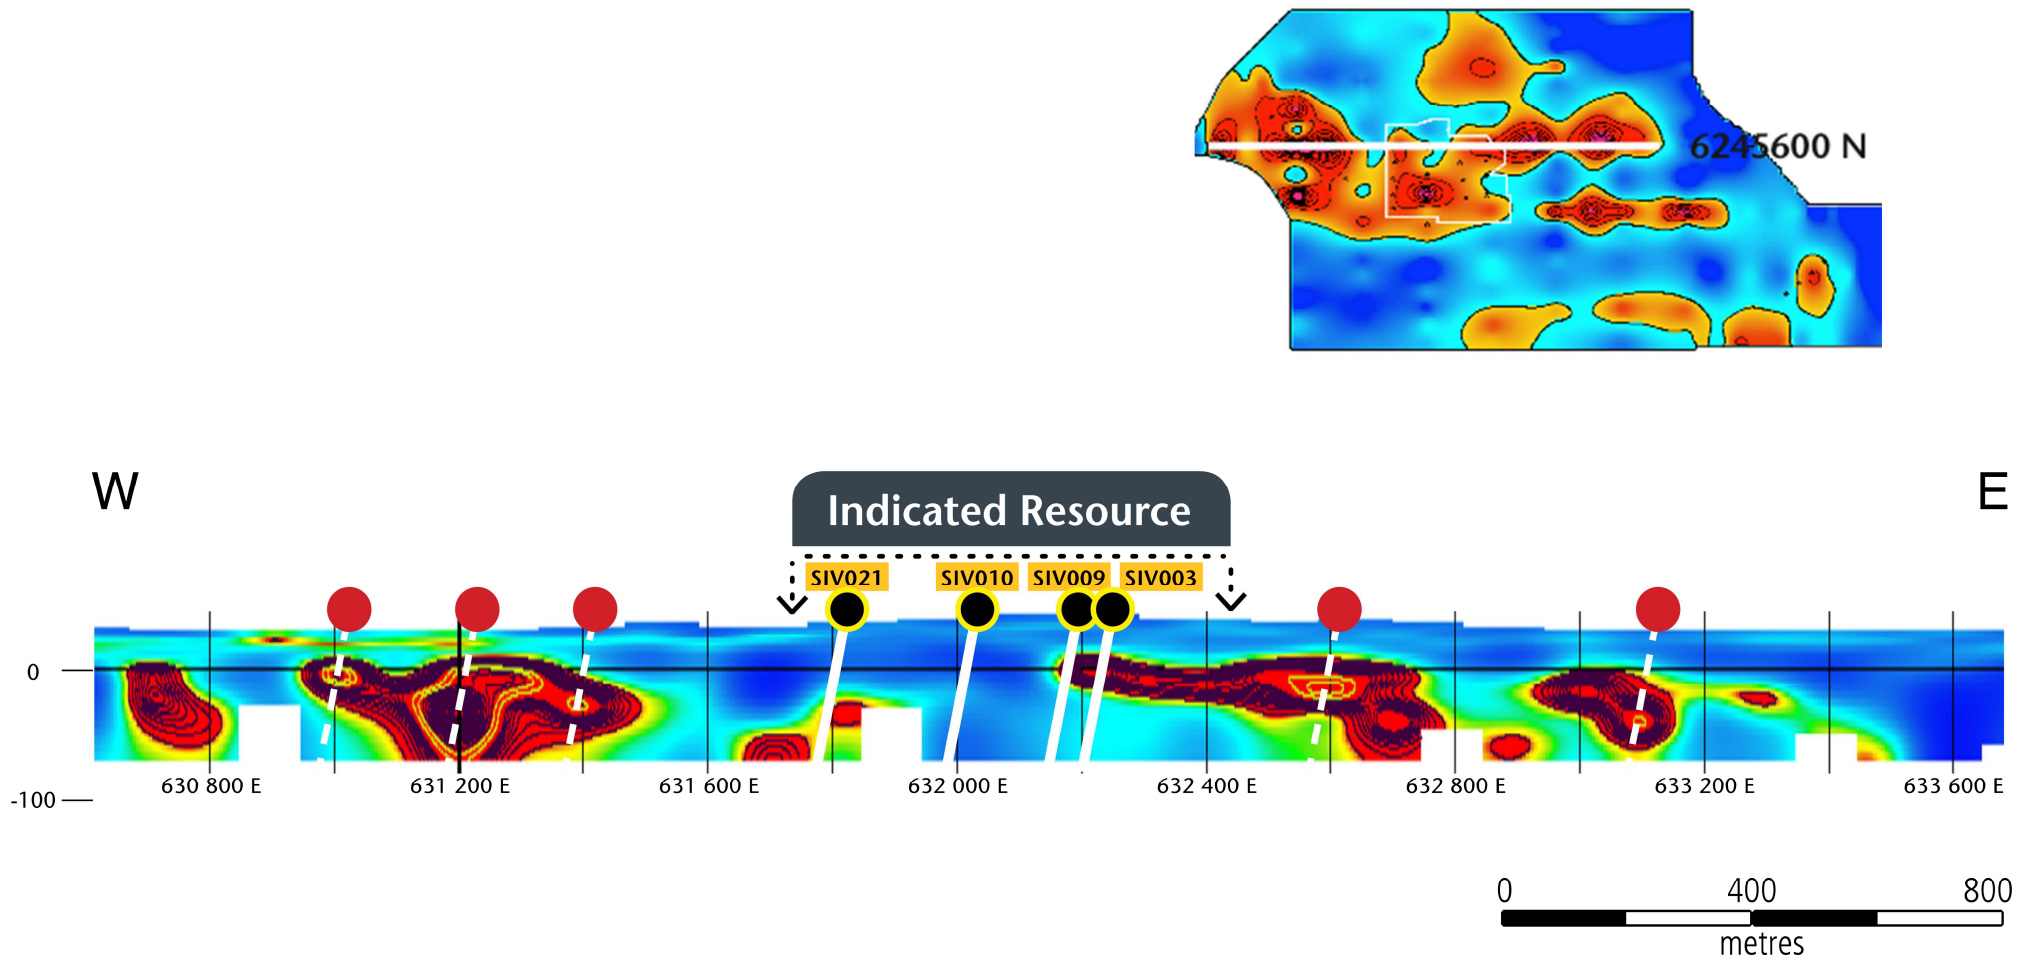 6245600 N
W
E
Indicated Resource
SIV021
SIV010
SIV009
SIV003
0
-100
630 800 E
631 200 E
631 600 E
632 000 E
632 400 E
632 800 E
633 200 E
633 600 E
0
400
800
metres